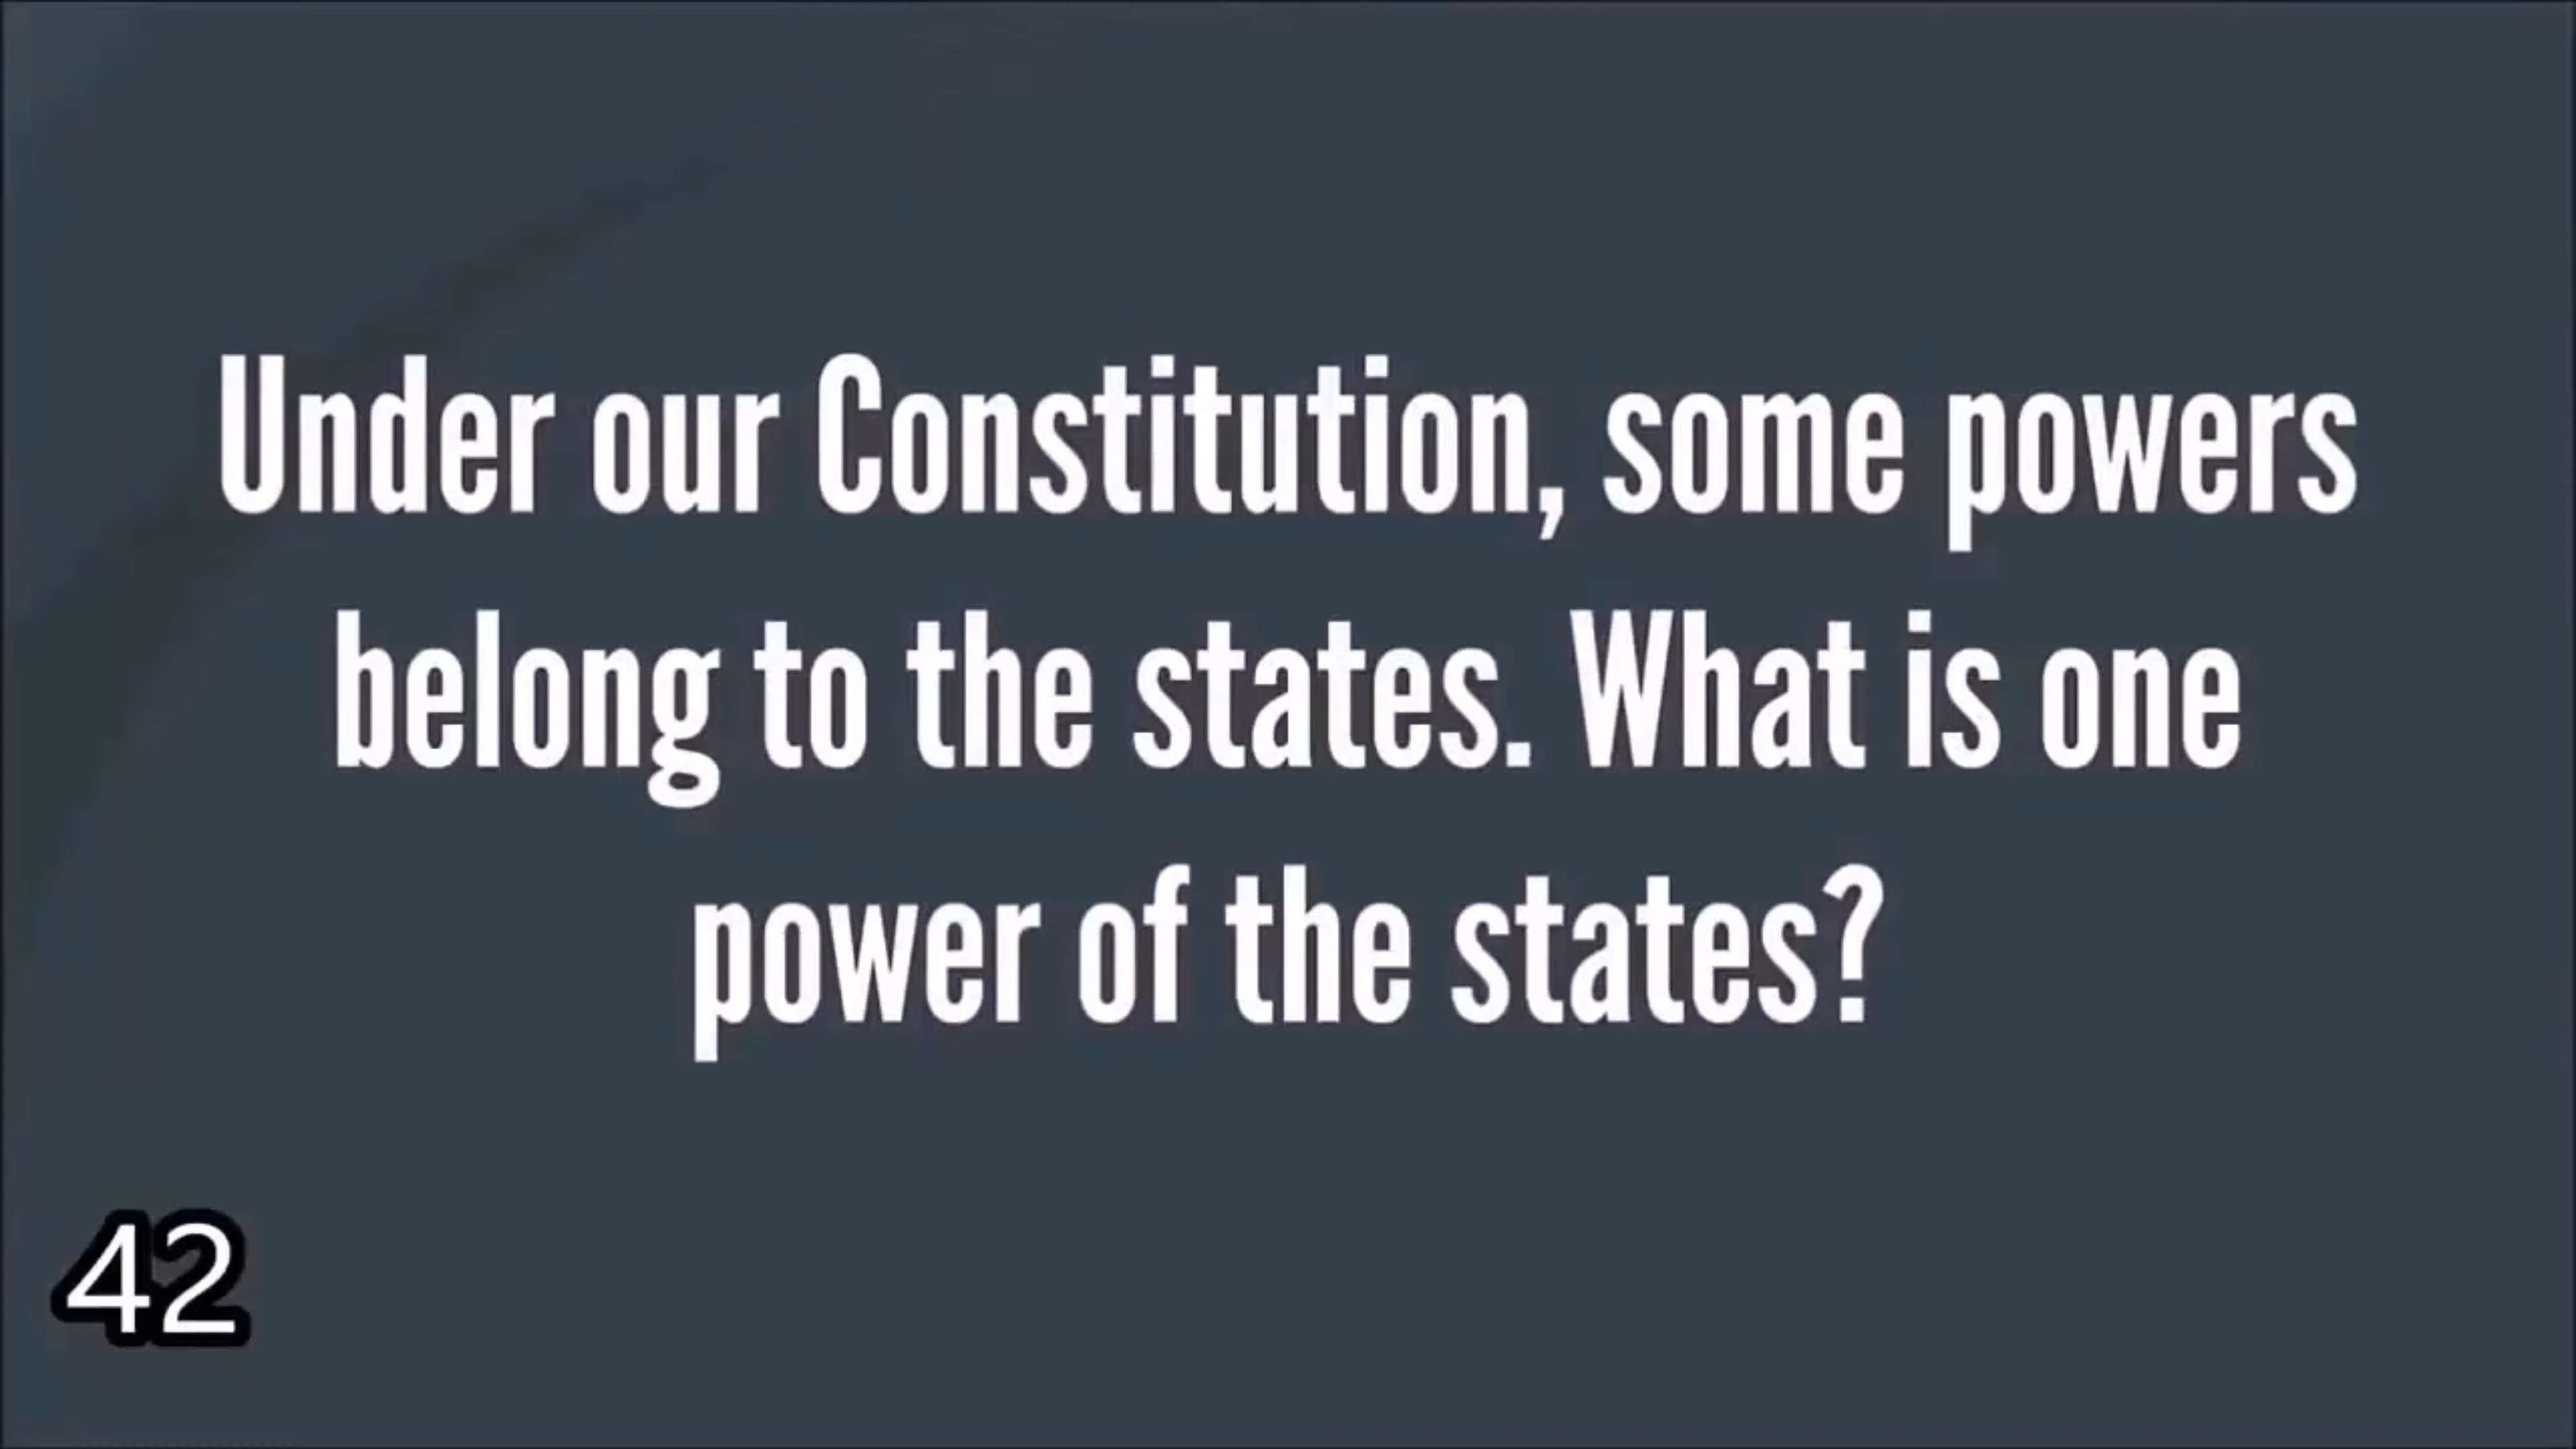 Under our Constitution, some powers
belong to the states. What is one
power of the states?
42